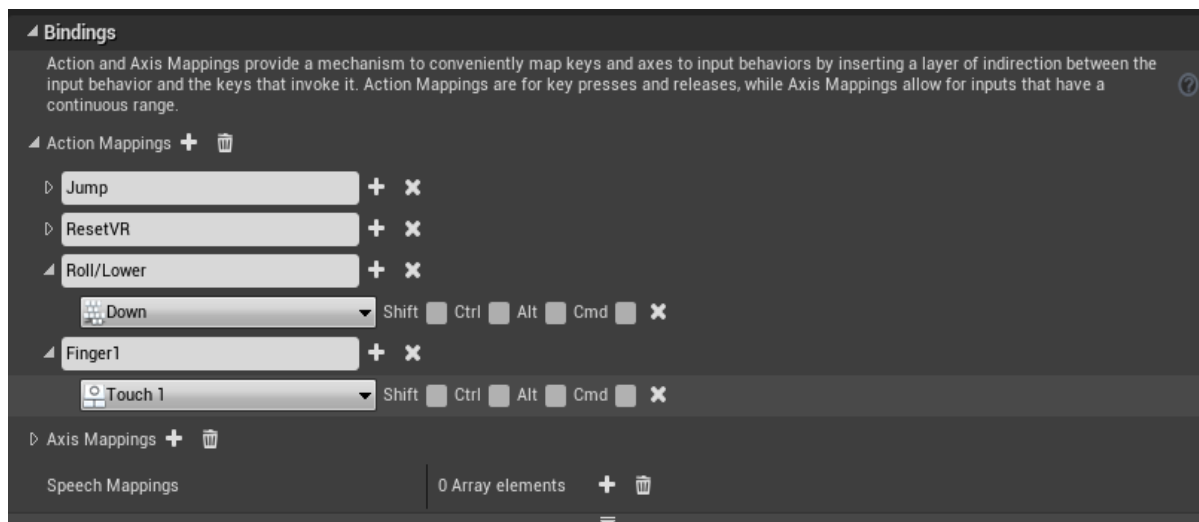 Bindings
Action and Axis Mappings provide a mechanism to conveniently map keys and axes to input behaviors by inserting a layer of indirection between the
input behavior and the keys that invoke it. Action Mappings are for key presses and releases, while Axis Mappings allow for inputs that have a
continuous range.
Action Mappings
Jump
ResetVR
Roll/Lower
Down Shift Ctrl Alt Cmd
Finger1
Touch 1 Shift Ctrl Alt Cmd
Axis Mappings
Speech Mappings 0 Array elements